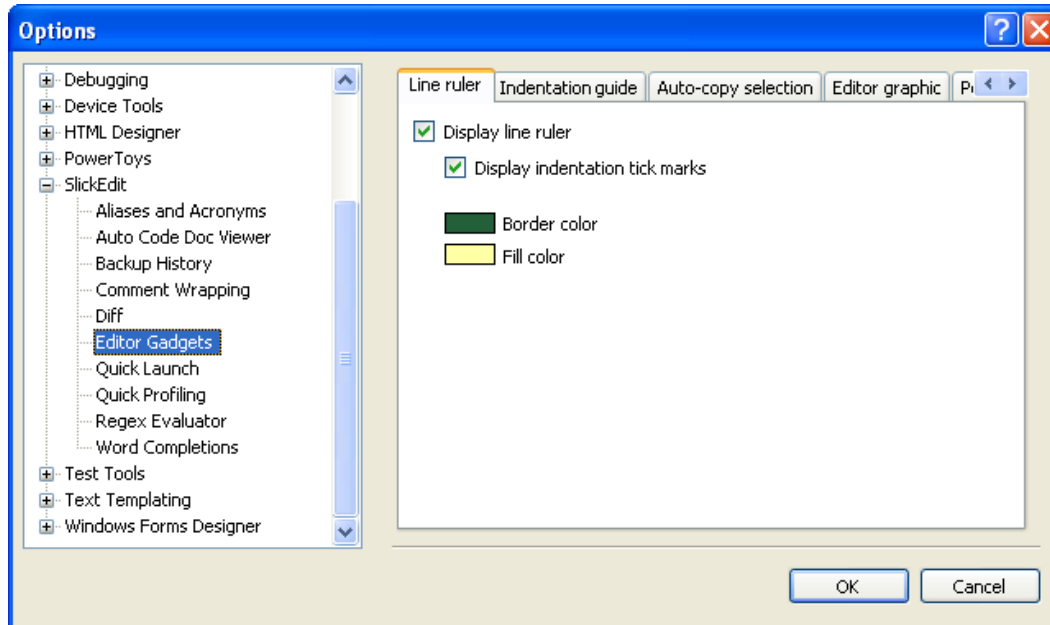 Options
Debugging
Device Tools
HTML Designer
PowerToys
SlickEdit
Aliases and Acronyms
Auto Code Doc Viewer
Backup History
Comment Wrapping
Diff
Editor Gadgets
Quick Launch
Quick Profiling
Regex Evaluator
Word Completions
Test Tools
Text Templating
Windows Forms Designer
Line ruler
Indentation guide
Auto-copy selection
Editor graphic
Display line ruler
Display indentation tick marks
Border color
Fill color
OK
Cancel